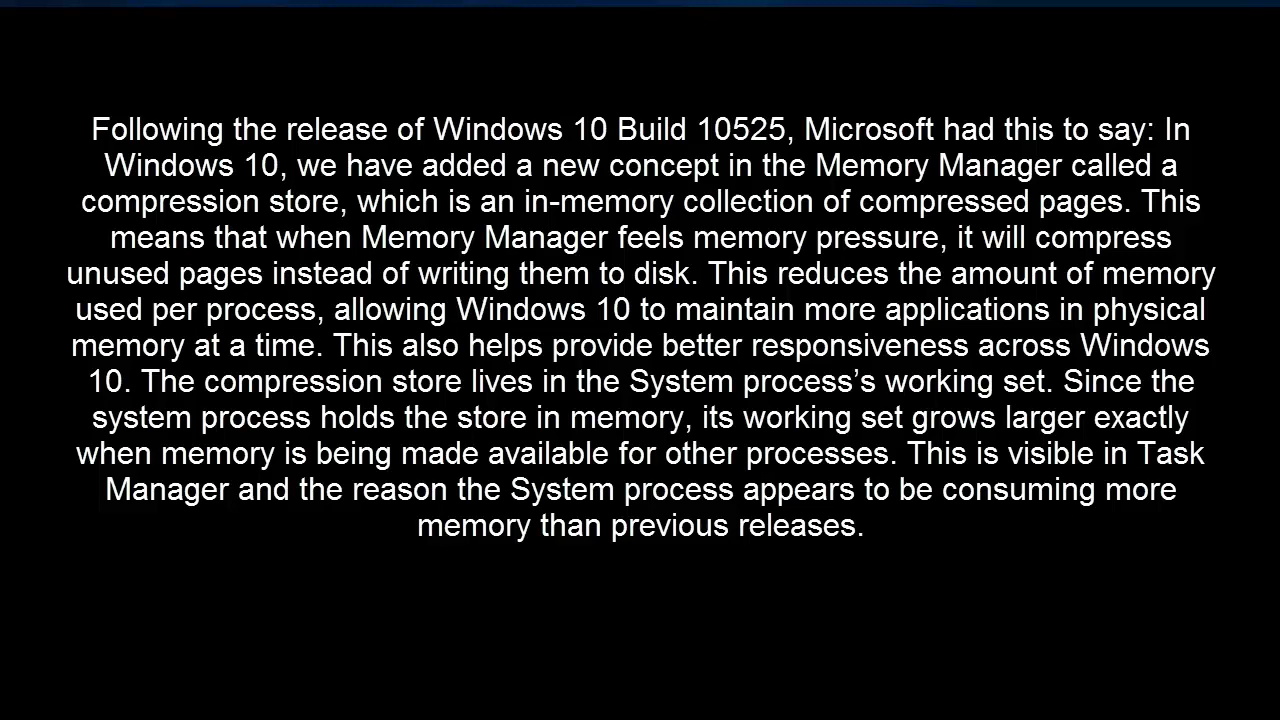 Following the release of Windows 10 Build 10525, Microsoft had this to say: In
Windows 10, we have added a new concept in the Memory Manager called a
compression store, which is an in-memory collection of compressed pages. This
means that when Memory Manager feels memory pressure, it will compress
unused pages instead of writing them to disk. This reduces the amount of memory
used per process, allowing Windows 10 to maintain more applications in physical
memory at a time. This also helps provide better responsiveness across Windows
10. The compression store lives in the System process’s working set. Since the
system process holds the store in memory, its working set grows larger exactly
when memory is being made available for other processes. This is visible in Task
Manager and the reason the System process appears to be consuming more
memory than previous releases.